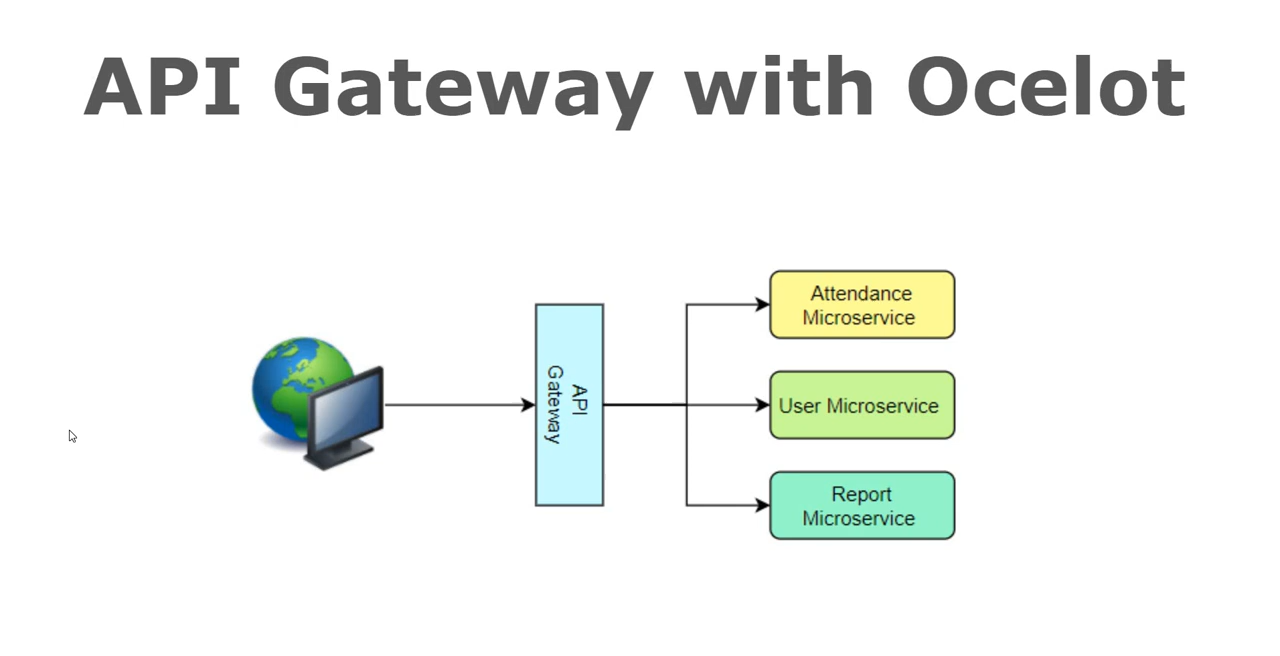 API Gateway with Ocelot
API
Gateway
Attendance
Microservice
User Microservice
Report
Microservice